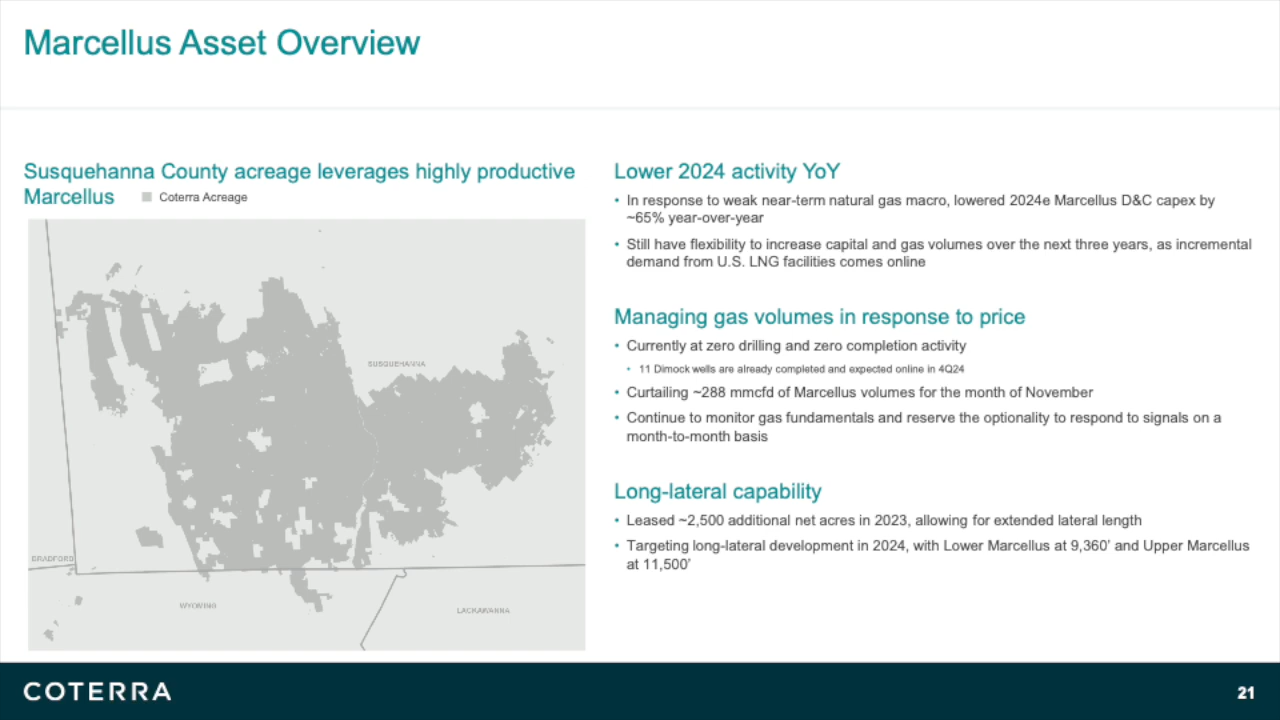 Marcellus Asset Overview
Susquehanna County acreage leverages highly productive
Marcellus
Coterra Acreage
SUSQUEHANNA
BRADFORD
WYOMING
LACKAWANNA
Lower 2024 activity YoY
• In response to weak near-term natural gas macro, lowered 2024e Marcellus D&C capex by
~65% year-over-year
• Still have flexibility to increase capital and gas volumes over the next three years, as incremental
demand from U.S. LNG facilities comes online
Managing gas volumes in response to price
• Currently at zero drilling and zero completion activity
• 11 Dimock wells are already completed and expected online in 4Q24
• Curtailing ~288 mmcfd of Marcellus volumes for the month of November
• Continue to monitor gas fundamentals and reserve the optionality to respond to signals on a
month-to-month basis
Long-lateral capability
• Leased ~2,500 additional net acres in 2023, allowing for extended lateral length
• Targeting long-lateral development in 2024, with Lower Marcellus at 9,360’ and Upper Marcellus
at 11,500’
COTERRA
21